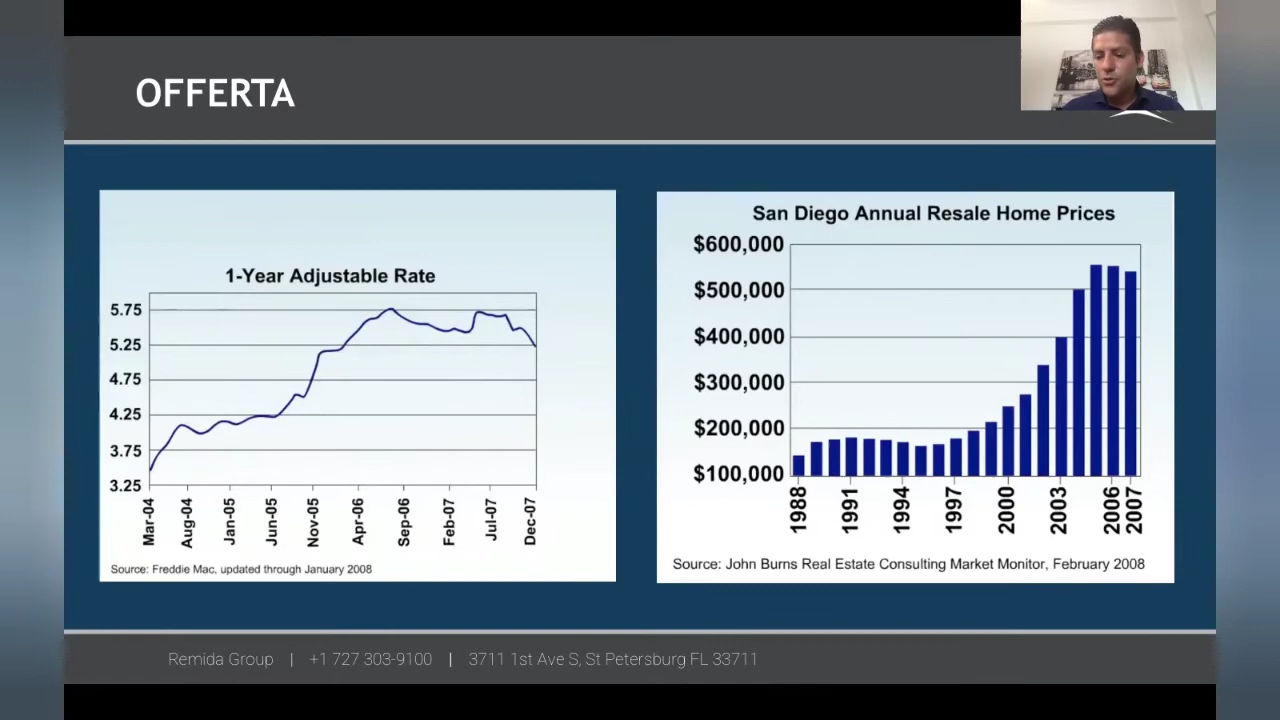 OFFERTA
1-Year Adjustable Rate
5.75
5.25
4.75
4.25
3.75
3.25
Mar-04
Aug-04
Jan-05
Jun-05
Nov-05
Apr-06
Sep-06
Feb-07
Jul-07
Dec-07
Source: Freddie Mac, updated through January 2008
San Diego Annual Resale Home Prices
$600,000
$500,000
$400,000
$300,000
$200,000
$100,000
1988
1991
1994
1997
2000
2003
2006
2007
Source: John Burns Real Estate Consulting Market Monitor, February 2008
Remida Group | +1 727 303-9100 | 3711 1st Ave S, St Petersburg FL 33711